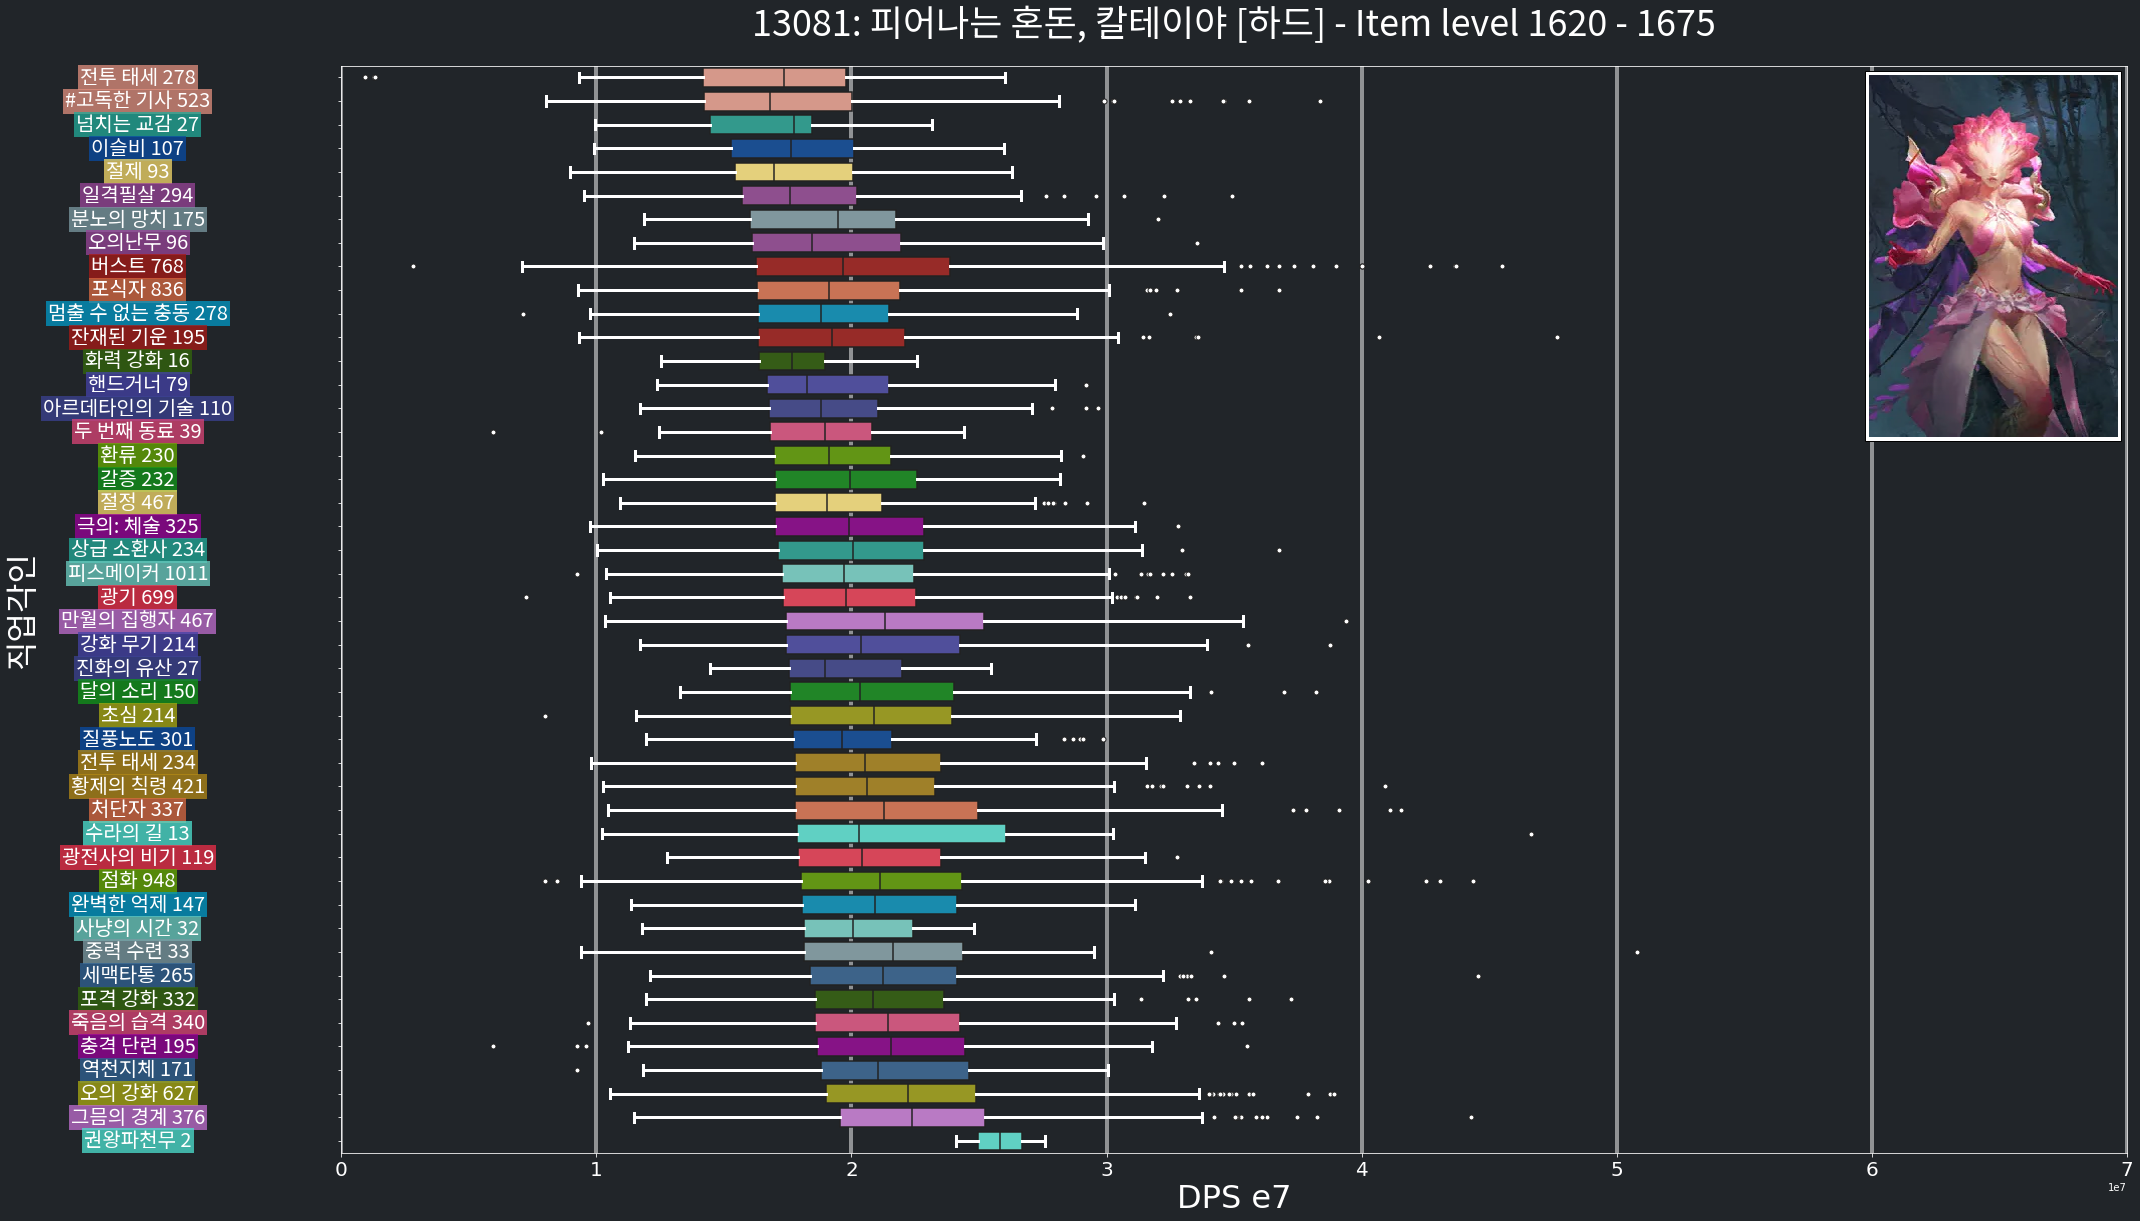 13081: 피어나는 혼돈, 칼테이야 [하드] - Item level 1620 - 1675
직업각인
전투 태세 278
#고독한 기사 523
넘치는 교감 27
이슬비 107
절제 93
일격필살 294
분노의 망치 175
오의난무 96
버스트 768
포식자 836
멈출 수 없는 충동 278
잔재된 기운 195
화력 강화 16
핸드거너 79
아르데타인의 기술 110
두 번째 동료 39
환류 230
갈증 232
절정 467
극의: 체술 325
상급 소환사 234
피스메이커 1011
광기 699
만월의 집행자 467
강화 무기 214
진화의 유산 27
달의 소리 150
초심 214
질풍노도 301
전투 태세 234
황제의 칙령 421
처단자 337
수라의 길 13
광전사의 비기 119
점화 948
완벽한 억제 147
사냥의 시간 32
중력 수련 33
세맥타통 265
포격 강화 332
죽음의 습격 340
충격 단련 195
역천지체 171
오의 강화 627
그믐의 경계 376
권왕파천무 2
0 1 2 3 4 5 6 7
DPS e7
1e7